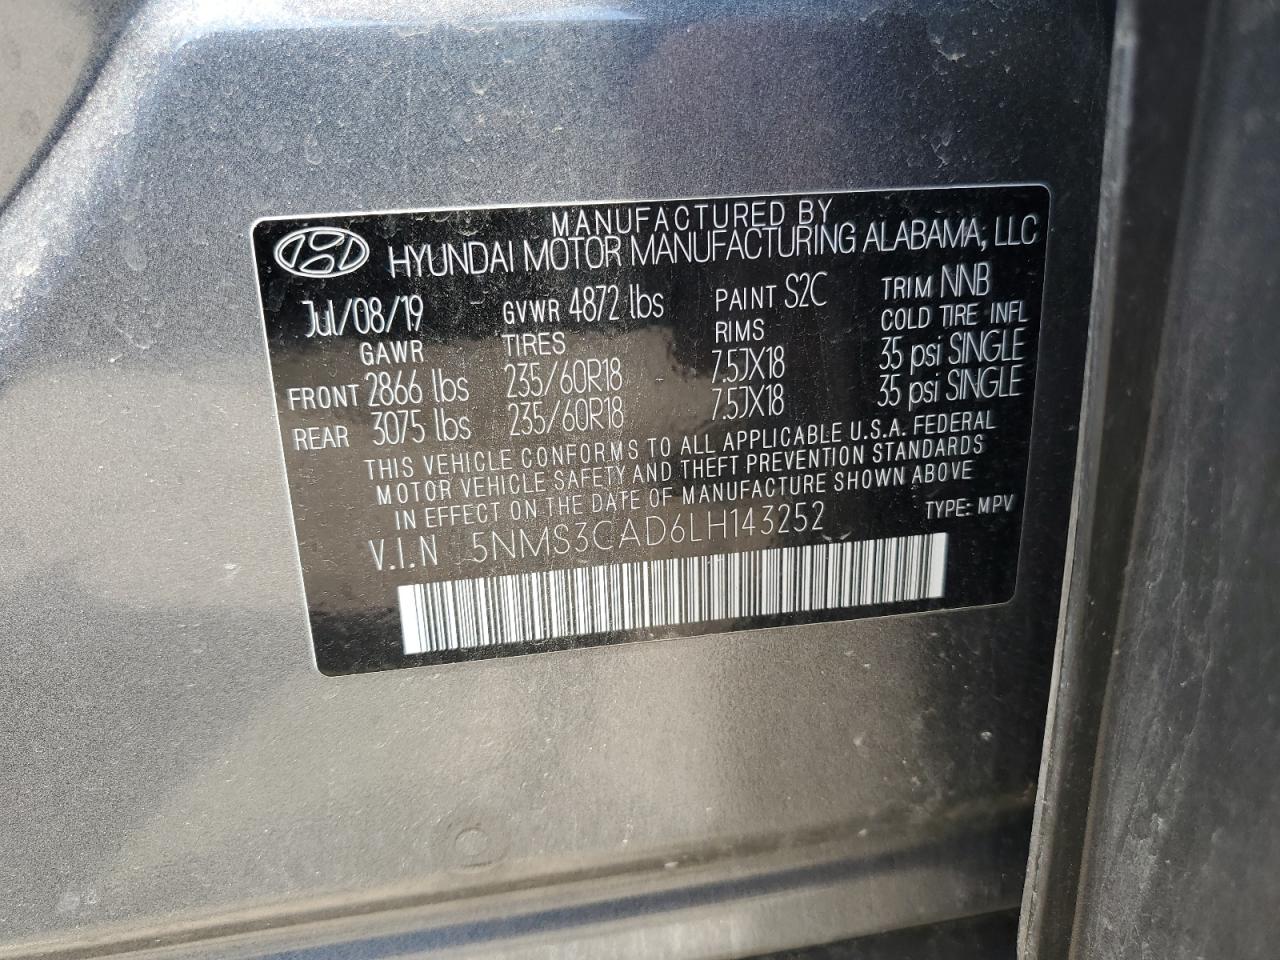 MANUFACTURED BY
HYUNDAI MOTOR MANUFACTURING ALABAMA, LLC
Jul/08/19 GVWR 4872 lbs PAINT S2C TRIM NNB
GAWR TIRES RIMS COLD TIRE INFL
FRONT 2866 lbs 235/60R18 7.5JX18 35 psi SINGLE
REAR 3075 lbs 235/60R18 7.5JX18 35 psi SINGLE
THIS VEHICLE CONFORMS TO ALL APPLICABLE U.S.A. FEDERAL
MOTOR VEHICLE SAFETY AND THEFT PREVENTION STANDARDS
IN EFFECT ON THE DATE OF MANUFACTURE SHOWN ABOVE
V.I.N 5NMS3CAD6LH143252 TYPE: MPV